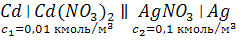 Cd | Cd(NO₃)₂ ‖ AgNO₃ | Ag
c₁=0,01 кмоль/м³ c₂=0,1 кмоль/м³